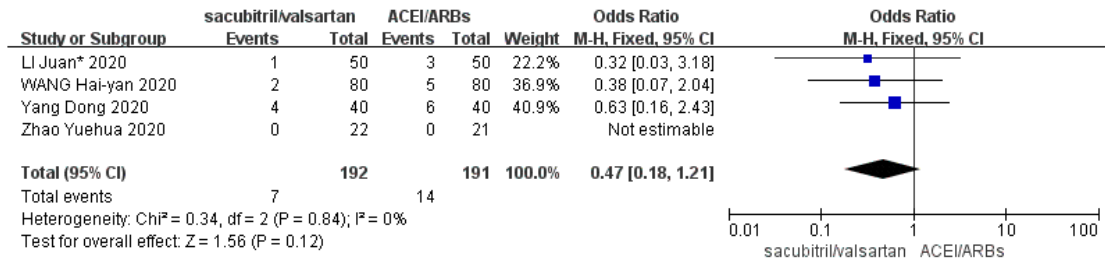 sacubitril/valsartan ACEI/ARBs Odds Ratio Odds Ratio
Study or Subgroup Events Total Events Total Weight M-H, Fixed, 95% CI M-H, Fixed, 95% CI
LI Juan* 2020 1 50 3 50 22.2% 0.32 [0.03, 3.18]
WANG Hai-yan 2020 2 80 5 80 36.9% 0.38 [0.07, 2.04]
Yang Dong 2020 4 40 6 40 40.9% 0.63 [0.16, 2.43]
Zhao Yuehua 2020 0 22 0 21 Not estimable
Total (95% CI) 192 191 100.0% 0.47 [0.18, 1.21]
Total events 7 14
Heterogeneity: Chi² = 0.34, df = 2 (P = 0.84); I² = 0%
Test for overall effect: Z = 1.56 (P = 0.12)
0.01 0.1 1 10 100
sacubitril/valsartan ACEI/ARBs